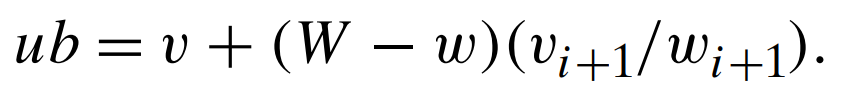 ub = v + (W − w)(v_{i+1}/w_{i+1}).